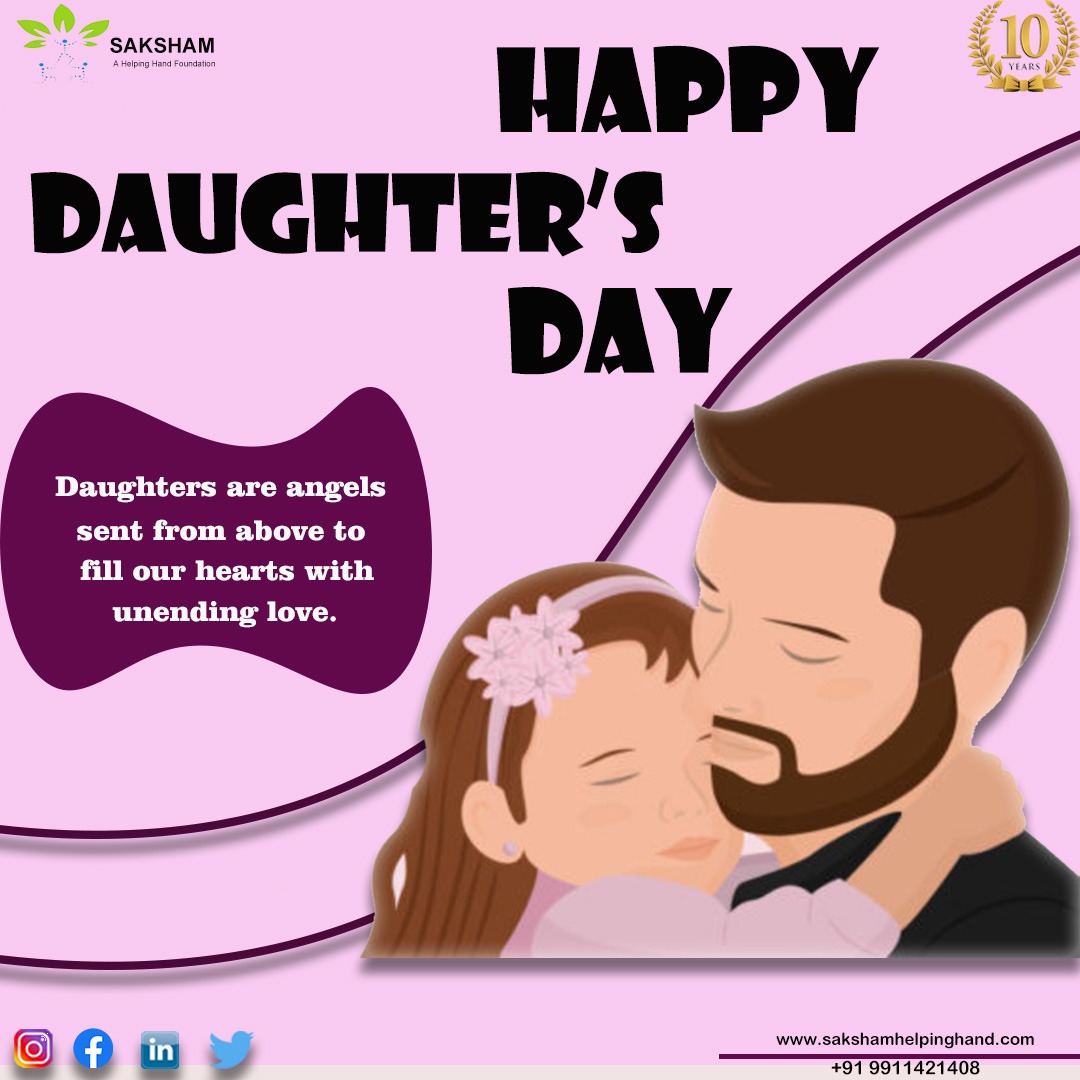 SAKSHAM
A Helping Hand Foundation
10
YEARS
HAPPY
DAUGHTER'S
DAY
Daughters are angels
sent from above to
fill our hearts with
unending love.
in
www.sakshamhelpinghand.com
+91 9911421408